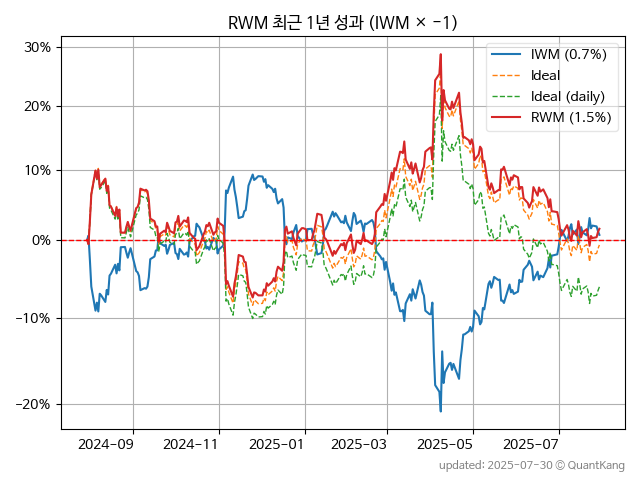 RWM 최근 1년 성과 (IWM × −1)
30%
20%
10%
0%
−10%
−20%
IWM (0.7%)
Ideal
Ideal (daily)
RWM (1.5%)
2024-09
2024-11
2025-01
2025-03
2025-05
2025-07
updated: 2025-07-30 © QuantKang